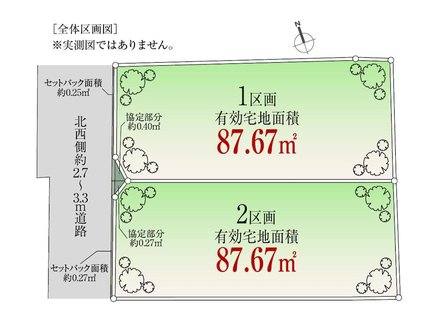 [全体区画図]
※実測図ではありません。
N
セットバック面積
約0.25㎡
協定部分
約0.40㎡
1区画
有効宅地面積
87.67㎡
北西側約2.7～3.3m道路
協定部分
約0.27㎡
2区画
有効宅地面積
87.67㎡
セットバック面積
約0.27㎡